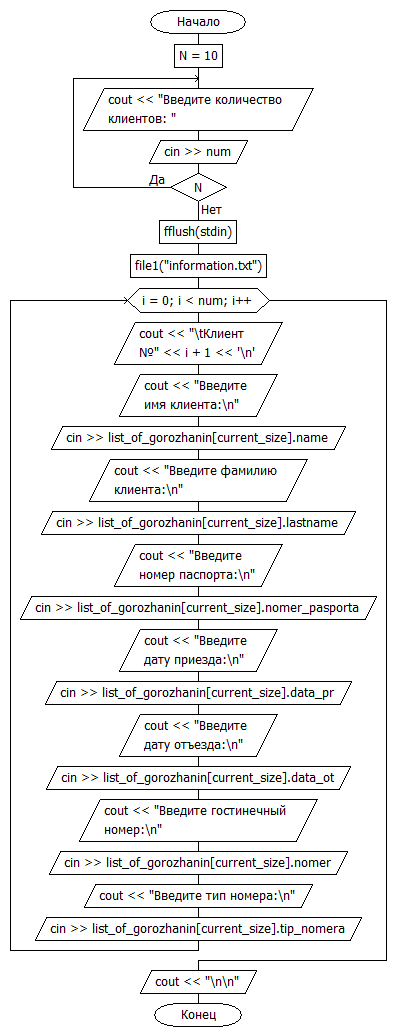 Начало
N = 10
cout << "Введите количество
клиентов: "
cin >> num
Да
N
Нет
fflush(stdin)
file1("information.txt")
i = 0; i < num; i++
cout << "\tКлиент
№" << i + 1 << '\n'
cout << "Введите
имя клиента:\n"
cin >> list_of_gorozhanin[current_size].name
cout << "Введите фамилию
клиента:\n"
cin >> list_of_gorozhanin[current_size].lastname
cout << "Введите
номер паспорта:\n"
cin >> list_of_gorozhanin[current_size].nomer_pasporta
cout << "Введите
дату приезда:\n"
cin >> list_of_gorozhanin[current_size].data_pr
cout << "Введите
дату отъезда:\n"
cin >> list_of_gorozhanin[current_size].data_ot
cout << "Введите гостинечный
номер:\n"
cin >> list_of_gorozhanin[current_size].nomer
cout << "Введите тип номера:\n"
cin >> list_of_gorozhanin[current_size].tip_nomera
cout << "\n\n"
Конец